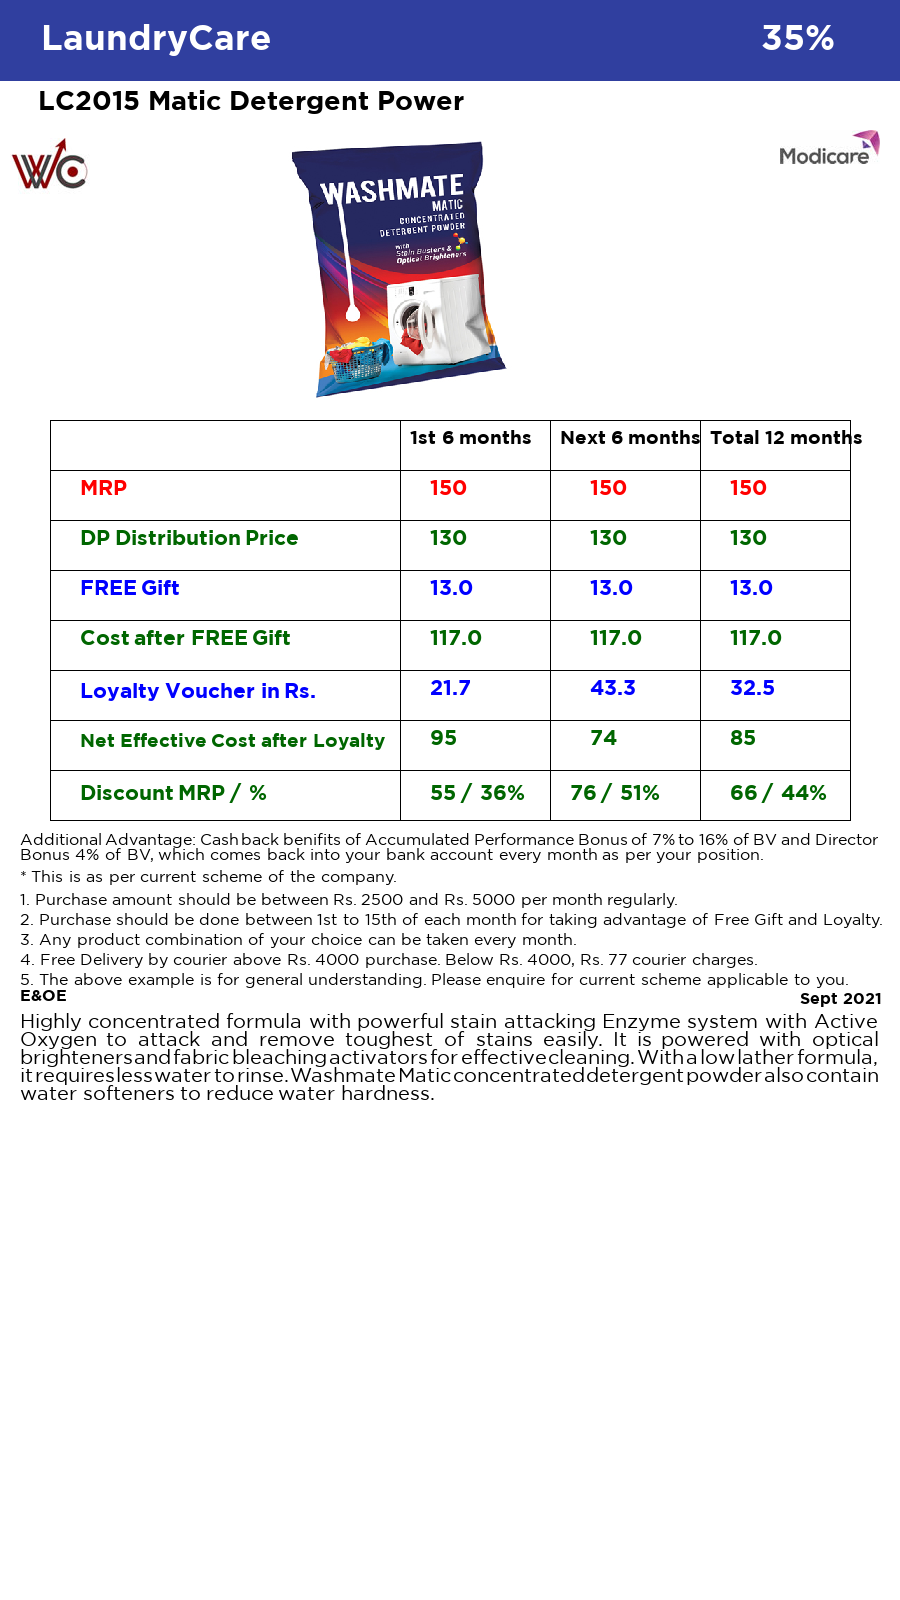 LaundryCare 35%
LC2015 Matic Detergent Power
WC
Modicare
WASHMATE
MATIC
CONCENTRATED
DETERGENT POWDER
with
Stain Busters &
Optical Brighteners
1st 6 months Next 6 months Total 12 months
MRP 150 150 150
DP Distribution Price 130 130 130
FREE Gift 13.0 13.0 13.0
Cost after FREE Gift 117.0 117.0 117.0
Loyalty Voucher in Rs. 21.7 43.3 32.5
Net Effective Cost after Loyalty 95 74 85
Discount MRP / % 55 / 36% 76 / 51% 66 / 44%
Additional Advantage: Cashback benifits of Accumulated Performance Bonus of 7% to 16% of BV and Director
Bonus 4% of BV, which comes back into your bank account every month as per your position.
* This is as per current scheme of the company.
1. Purchase amount should be between Rs. 2500 and Rs. 5000 per month regularly.
2. Purchase should be done between 1st to 15th of each month for taking advantage of Free Gift and Loyalty.
3. Any product combination of your choice can be taken every month.
4. Free Delivery by courier above Rs. 4000 purchase. Below Rs. 4000, Rs. 77 courier charges.
5. The above example is for general understanding. Please enquire for current scheme applicable to you.
E&OE Sept 2021
Highly concentrated formula with powerful stain attacking Enzyme system with Active
Oxygen to attack and remove toughest of stains easily. It is powered with optical
brighteners and fabric bleaching activators for effective cleaning. With a low lather formula,
it requires less water to rinse. Washmate Matic concentrated detergent powder also contain
water softeners to reduce water hardness.